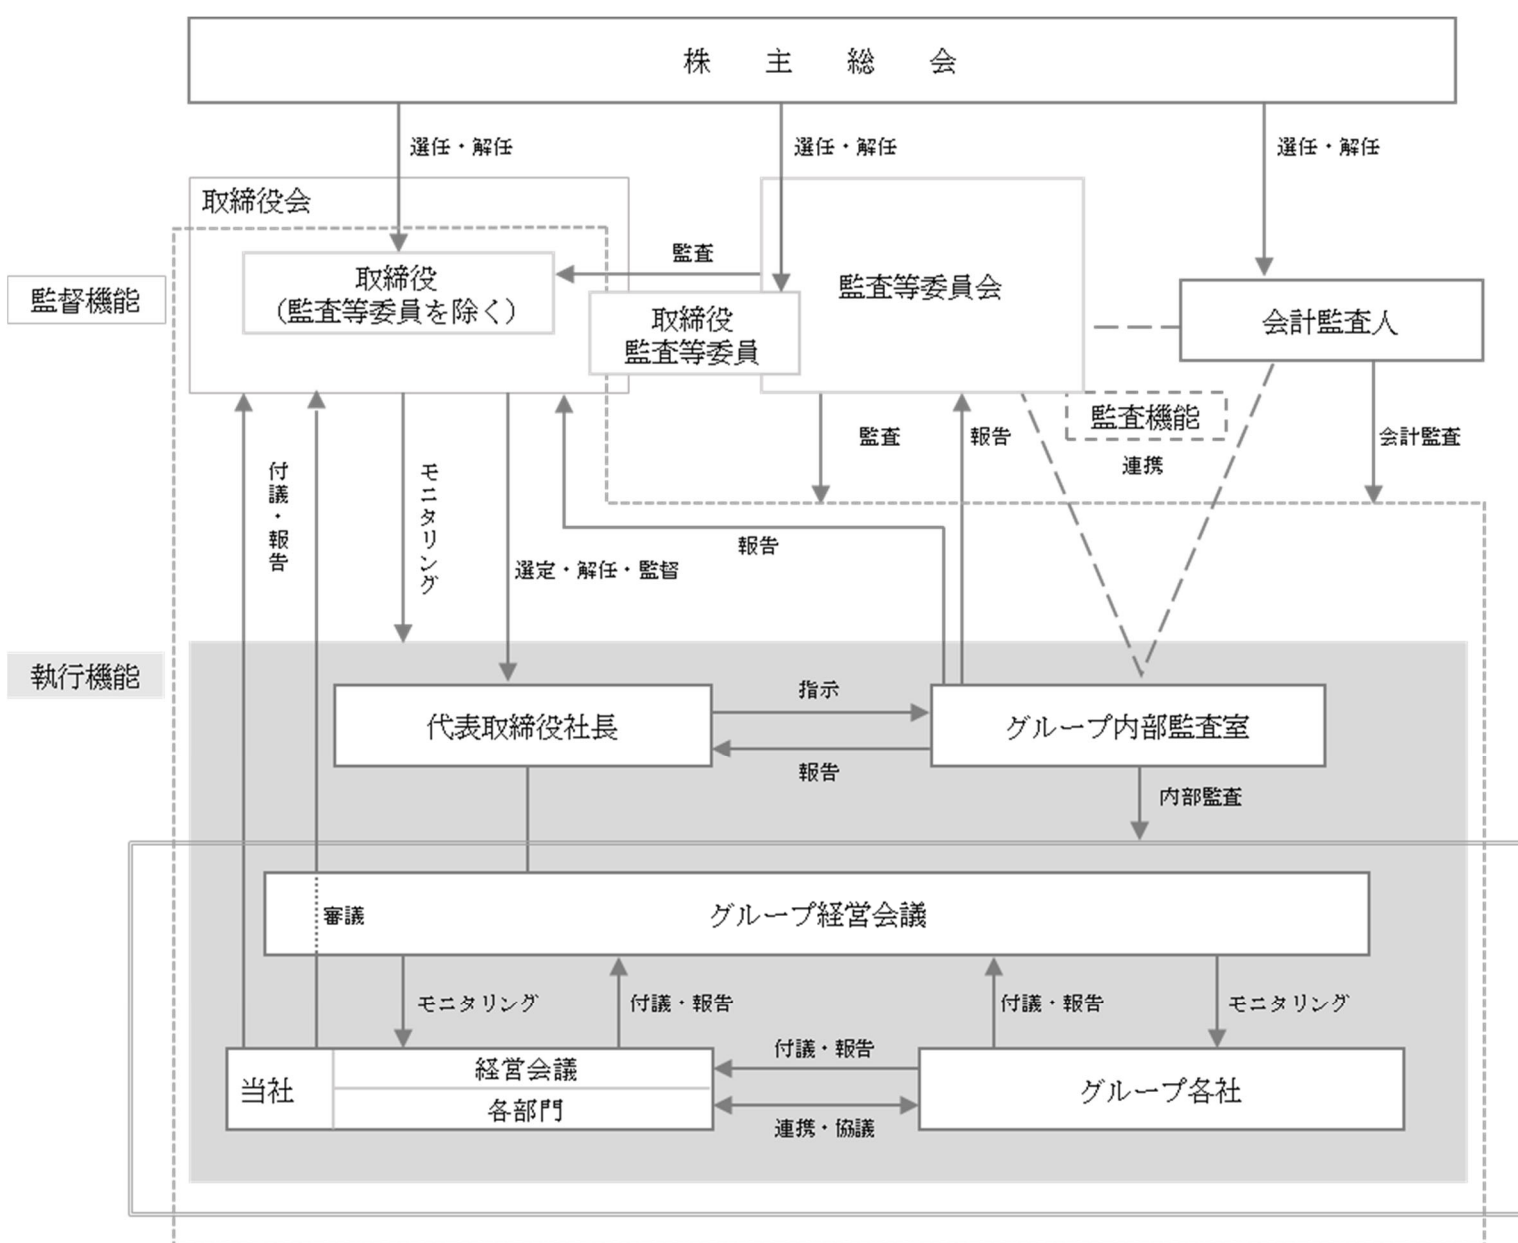 株主総会
選任・解任
選任・解任
選任・解任
取締役会
監督機能
取締役
(監査等委員を除く)
監査
取締役
監査等委員
監査等委員会
会計監査人
監査機能
連携
付議・報告
モニタリング
選定・解任・監督
報告
監査
報告
会計監査
執行機能
代表取締役社長
指示
報告
グループ内部監査室
内部監査
審議
グループ経営会議
モニタリング
付議・報告
付議・報告
モニタリング
当社
経営会議
各部門
付議・報告
連携・協議
グループ各社